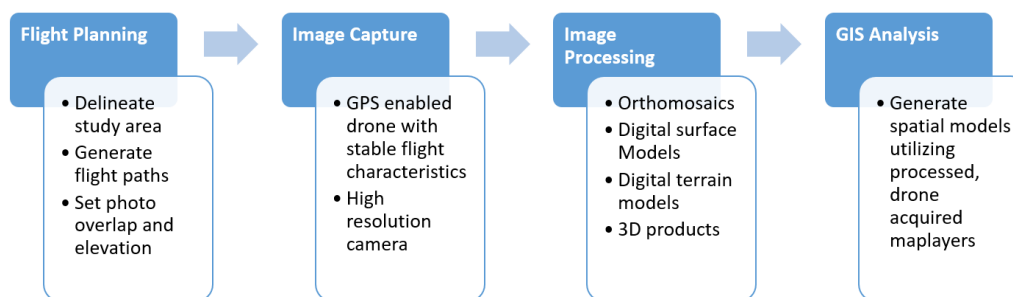 Flight Planning
• Delineate
study area
• Generate
flight paths
• Set photo
overlap and
elevation
Image Capture
• GPS enabled
drone with
stable flight
characteristics
• High
resolution
camera
Image
Processing
• Orthomosaics
• Digital surface
Models
• Digital terrain
models
• 3D products
GIS Analysis
• Generate
spatial models
utilizing
processed,
drone
acquired
maplayers